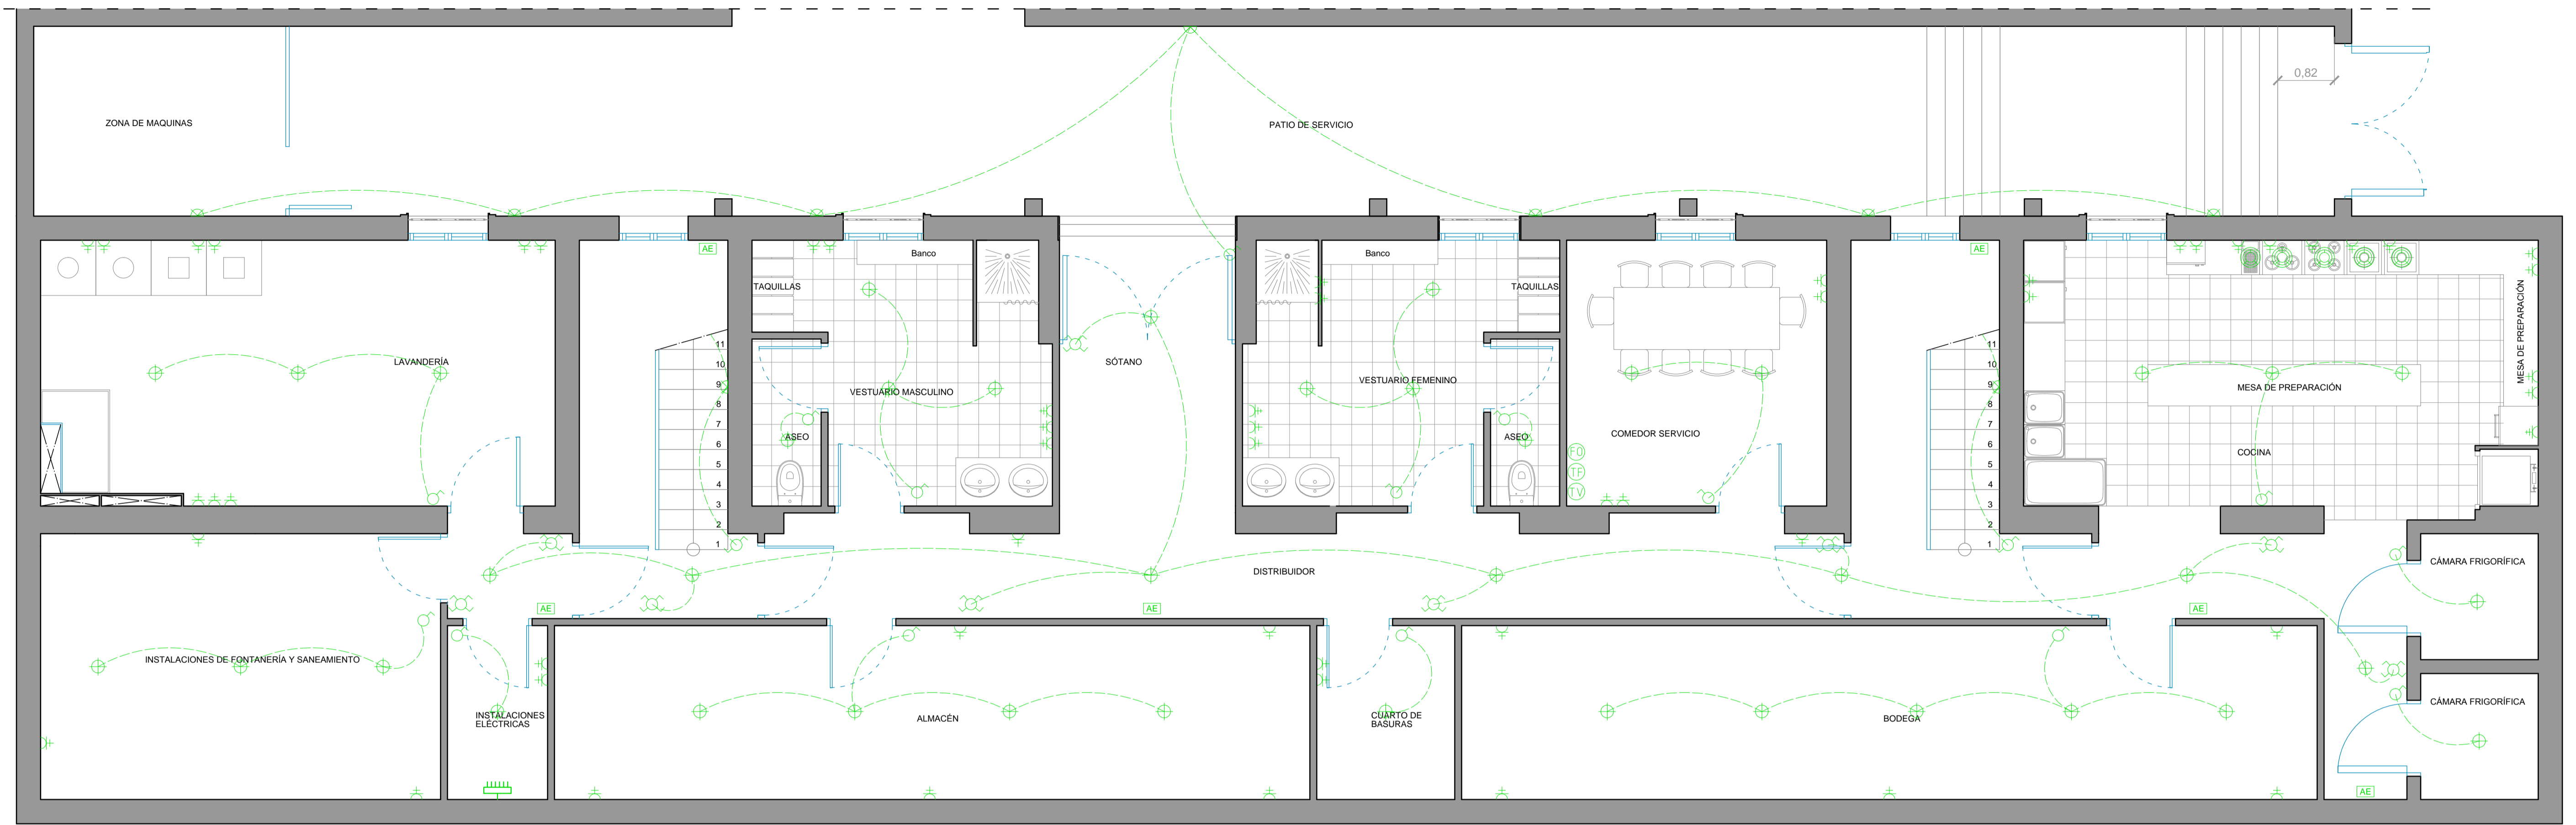 0,82
ZONA DE MAQUINAS
PATIO DE SERVICIO
AE
AE
Banco
Banco
TAQUILLAS
TAQUILLAS
MESA DE PREPARACIÓN
LAVANDERÍA
SÓTANO
VESTUARIO MASCULINO
VESTUARIO FEMENINO
MESA DE PREPARACIÓN
11
10
9
8
7
6
5
4
3
2
1
11
10
9
8
7
6
5
4
3
2
1
ASEO
ASEO
COMEDOR SERVICIO
FO
TF
TV
COCINA
DISTRIBUIDOR
CÁMARA FRIGORÍFICA
AE
AE
AE
INSTALACIONES DE FONTANERÍA Y SANEAMIENTO
INSTALACIONES
ELÉCTRICAS
ALMACÉN
CUARTO DE
BASURAS
BODEGA
CÁMARA FRIGORÍFICA
AE